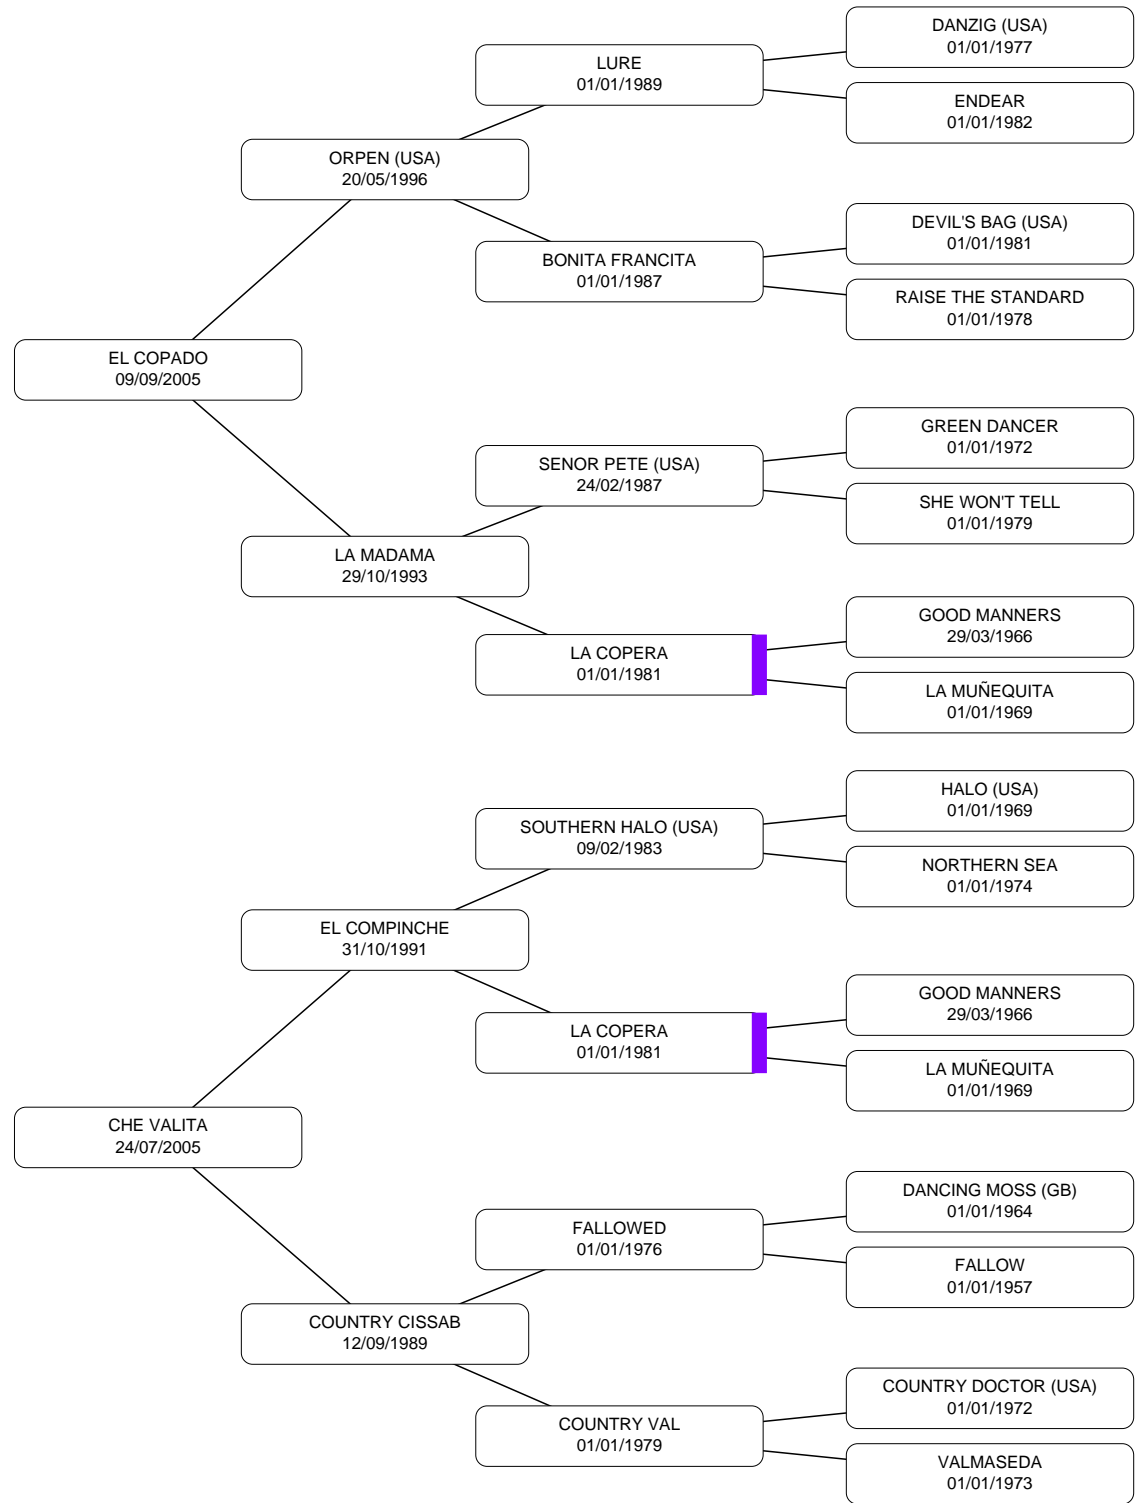 DANZIG (USA)
01/01/1977
LURE
01/01/1989
ENDEAR
01/01/1982
ORPEN (USA)
20/05/1996
DEVIL'S BAG (USA)
01/01/1981
BONITA FRANCITA
01/01/1987
RAISE THE STANDARD
01/01/1978
EL COPADO
09/09/2005
GREEN DANCER
01/01/1972
SENOR PETE (USA)
24/02/1987
SHE WON'T TELL
01/01/1979
LA MADAMA
29/10/1993
GOOD MANNERS
29/03/1966
LA COPERA
01/01/1981
LA MUÑEQUITA
01/01/1969
HALO (USA)
01/01/1969
SOUTHERN HALO (USA)
09/02/1983
NORTHERN SEA
01/01/1974
EL COMPINCHE
31/10/1991
GOOD MANNERS
29/03/1966
LA COPERA
01/01/1981
LA MUÑEQUITA
01/01/1969
CHE VALITA
24/07/2005
DANCING MOSS (GB)
01/01/1964
FALLOWED
01/01/1976
FALLOW
01/01/1957
COUNTRY CISSAB
12/09/1989
COUNTRY DOCTOR (USA)
01/01/1972
COUNTRY VAL
01/01/1979
VALMASEDA
01/01/1973